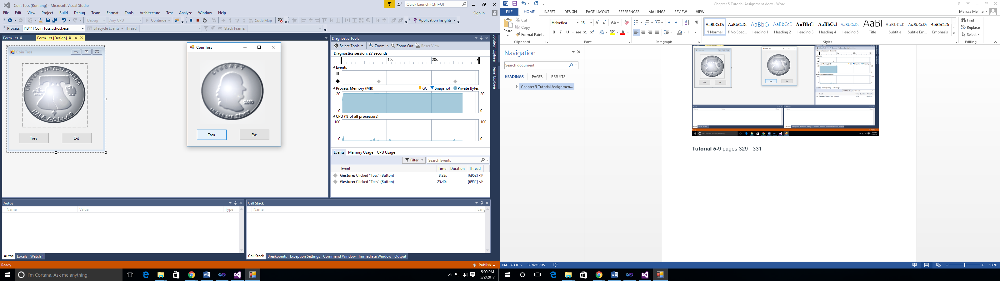 Coin Toss (Running) - Microsoft Visual Studio
Quick Launch (Ctrl+Q)
File Edit View Project Build Debug Team Format Tools Architecture Test Analyze Window Help
Sign in
Debug Any CPU Continue Code Map Application Insights
Process: [1344] Coin Toss.vshost.exe Lifecycle Events Thread: Stack Frame:
Form1.cs Form1.cs [Design]
Coin Toss
UNITED STATES OF AMERICA
HALF DOLLAR
Toss Exit
Coin Toss
LIBERTY
2010
IN GOD WE TRUST
Toss Exit
Diagnostic Tools
Select Tools Zoom In Zoom Out Reset View
Diagnostics session: 27 seconds
10s 20s 3
Events
Process Memory (MB) GC Snapshot Private Bytes
20 20
0 0
CPU (% of all processors)
100 100
0 0
Events Memory Usage CPU Usage
Filter Search Events
Event Time Duration Thread
Gesture: Clicked "Toss" (Button) 8.23s [6952] <N
Gesture: Clicked "Toss" (Button) 25.40s [6952] <N
Solution Explorer
Team Explorer
Autos
Name Value Type
Autos Locals Watch 1
Call Stack
Name Lang
Call Stack Breakpoints Exception Settings Command Window Immediate Window Output
Ready Publish
I'm Cortana. Ask me anything.
5:09 PM
5/2/2017
Chapter 5 Tutorial Assignment.docx - Word
FILE HOME INSERT DESIGN PAGE LAYOUT REFERENCES MAILINGS REVIEW VIEW
Melissa Meline
Paste
Cut
Copy
Format Painter
Clipboard
Helvetica 13
Font
Paragraph
AaBbCcDc AaBbCcDc AaBbCc AaBbCcD AaBbCc AaBbCcI AaBbCcDc AaBl AaBbCcD AaBbCcDc AaBbCcDc
¶ Normal ¶ No Spac... Heading 1 Heading 2 Heading 3 Heading 4 Heading 5 Title Subtitle Subtle Em... Emphasis
Styles
Find
Replace
Select
Editing
Navigation
Search document
HEADINGS PAGES RESULTS
Chapter 5 Tutorial Assignmen...
Tutorial 5-9 pages 329 - 331
PAGE 6 OF 6 56 WORDS 100%